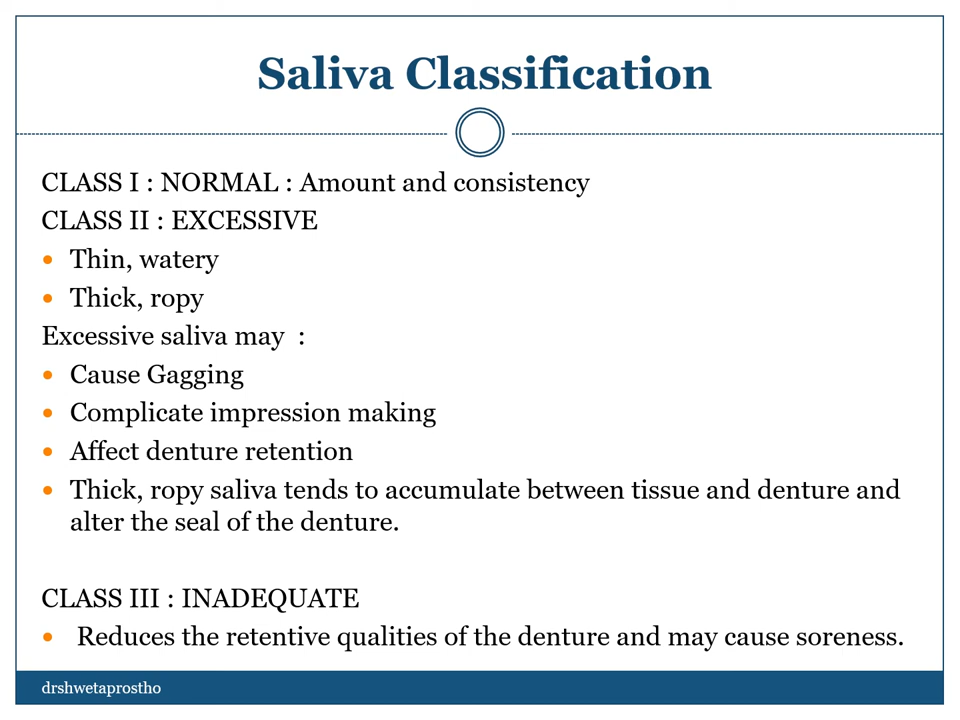 Saliva Classification
CLASS I : NORMAL : Amount and consistency
CLASS II : EXCESSIVE
• Thin, watery
• Thick, ropy
Excessive saliva may  :
• Cause Gagging
• Complicate impression making
• Affect denture retention
• Thick, ropy saliva tends to accumulate between tissue and denture and
alter the seal of the denture.
CLASS III : INADEQUATE
• Reduces the retentive qualities of the denture and may cause soreness.
drshwetaprostho